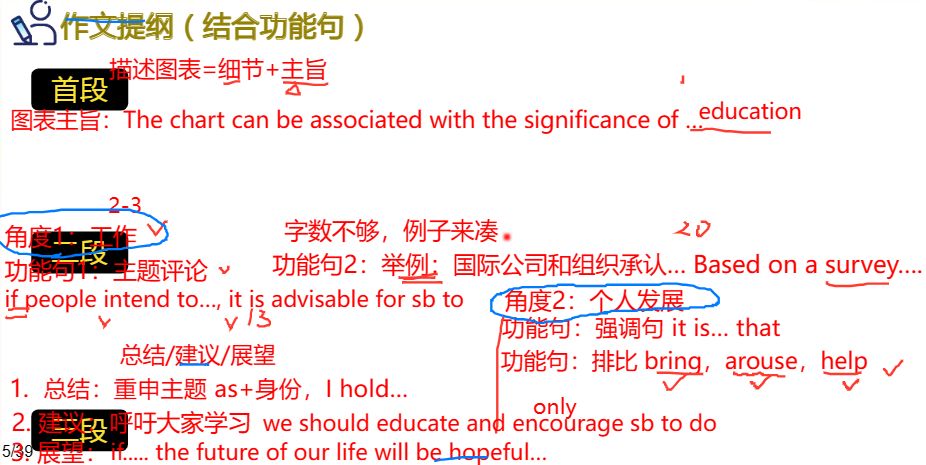 作文提纲（结合功能句）
描述图表=细节+主旨
首段
图表主旨：The chart can be associated with the significance of ...education
2-3
角度1：工作
二段
字数不够，例子来凑
20
功能句1：主题评论
功能句2：举例：国际公司和组织承认... Based on a survey....
if people intend to..., it is advisable for sb to
13
角度2：个人发展
功能句：强调句 it is... that
功能句：排比 bring，arouse，help
总结/建议/展望
1. 总结：重申主题 as+身份，I hold...
only
2. 建议：呼吁大家学习 we should educate and encourage sb to do
三段
3. 展望：if..... the future of our life will be hopeful...
5/39